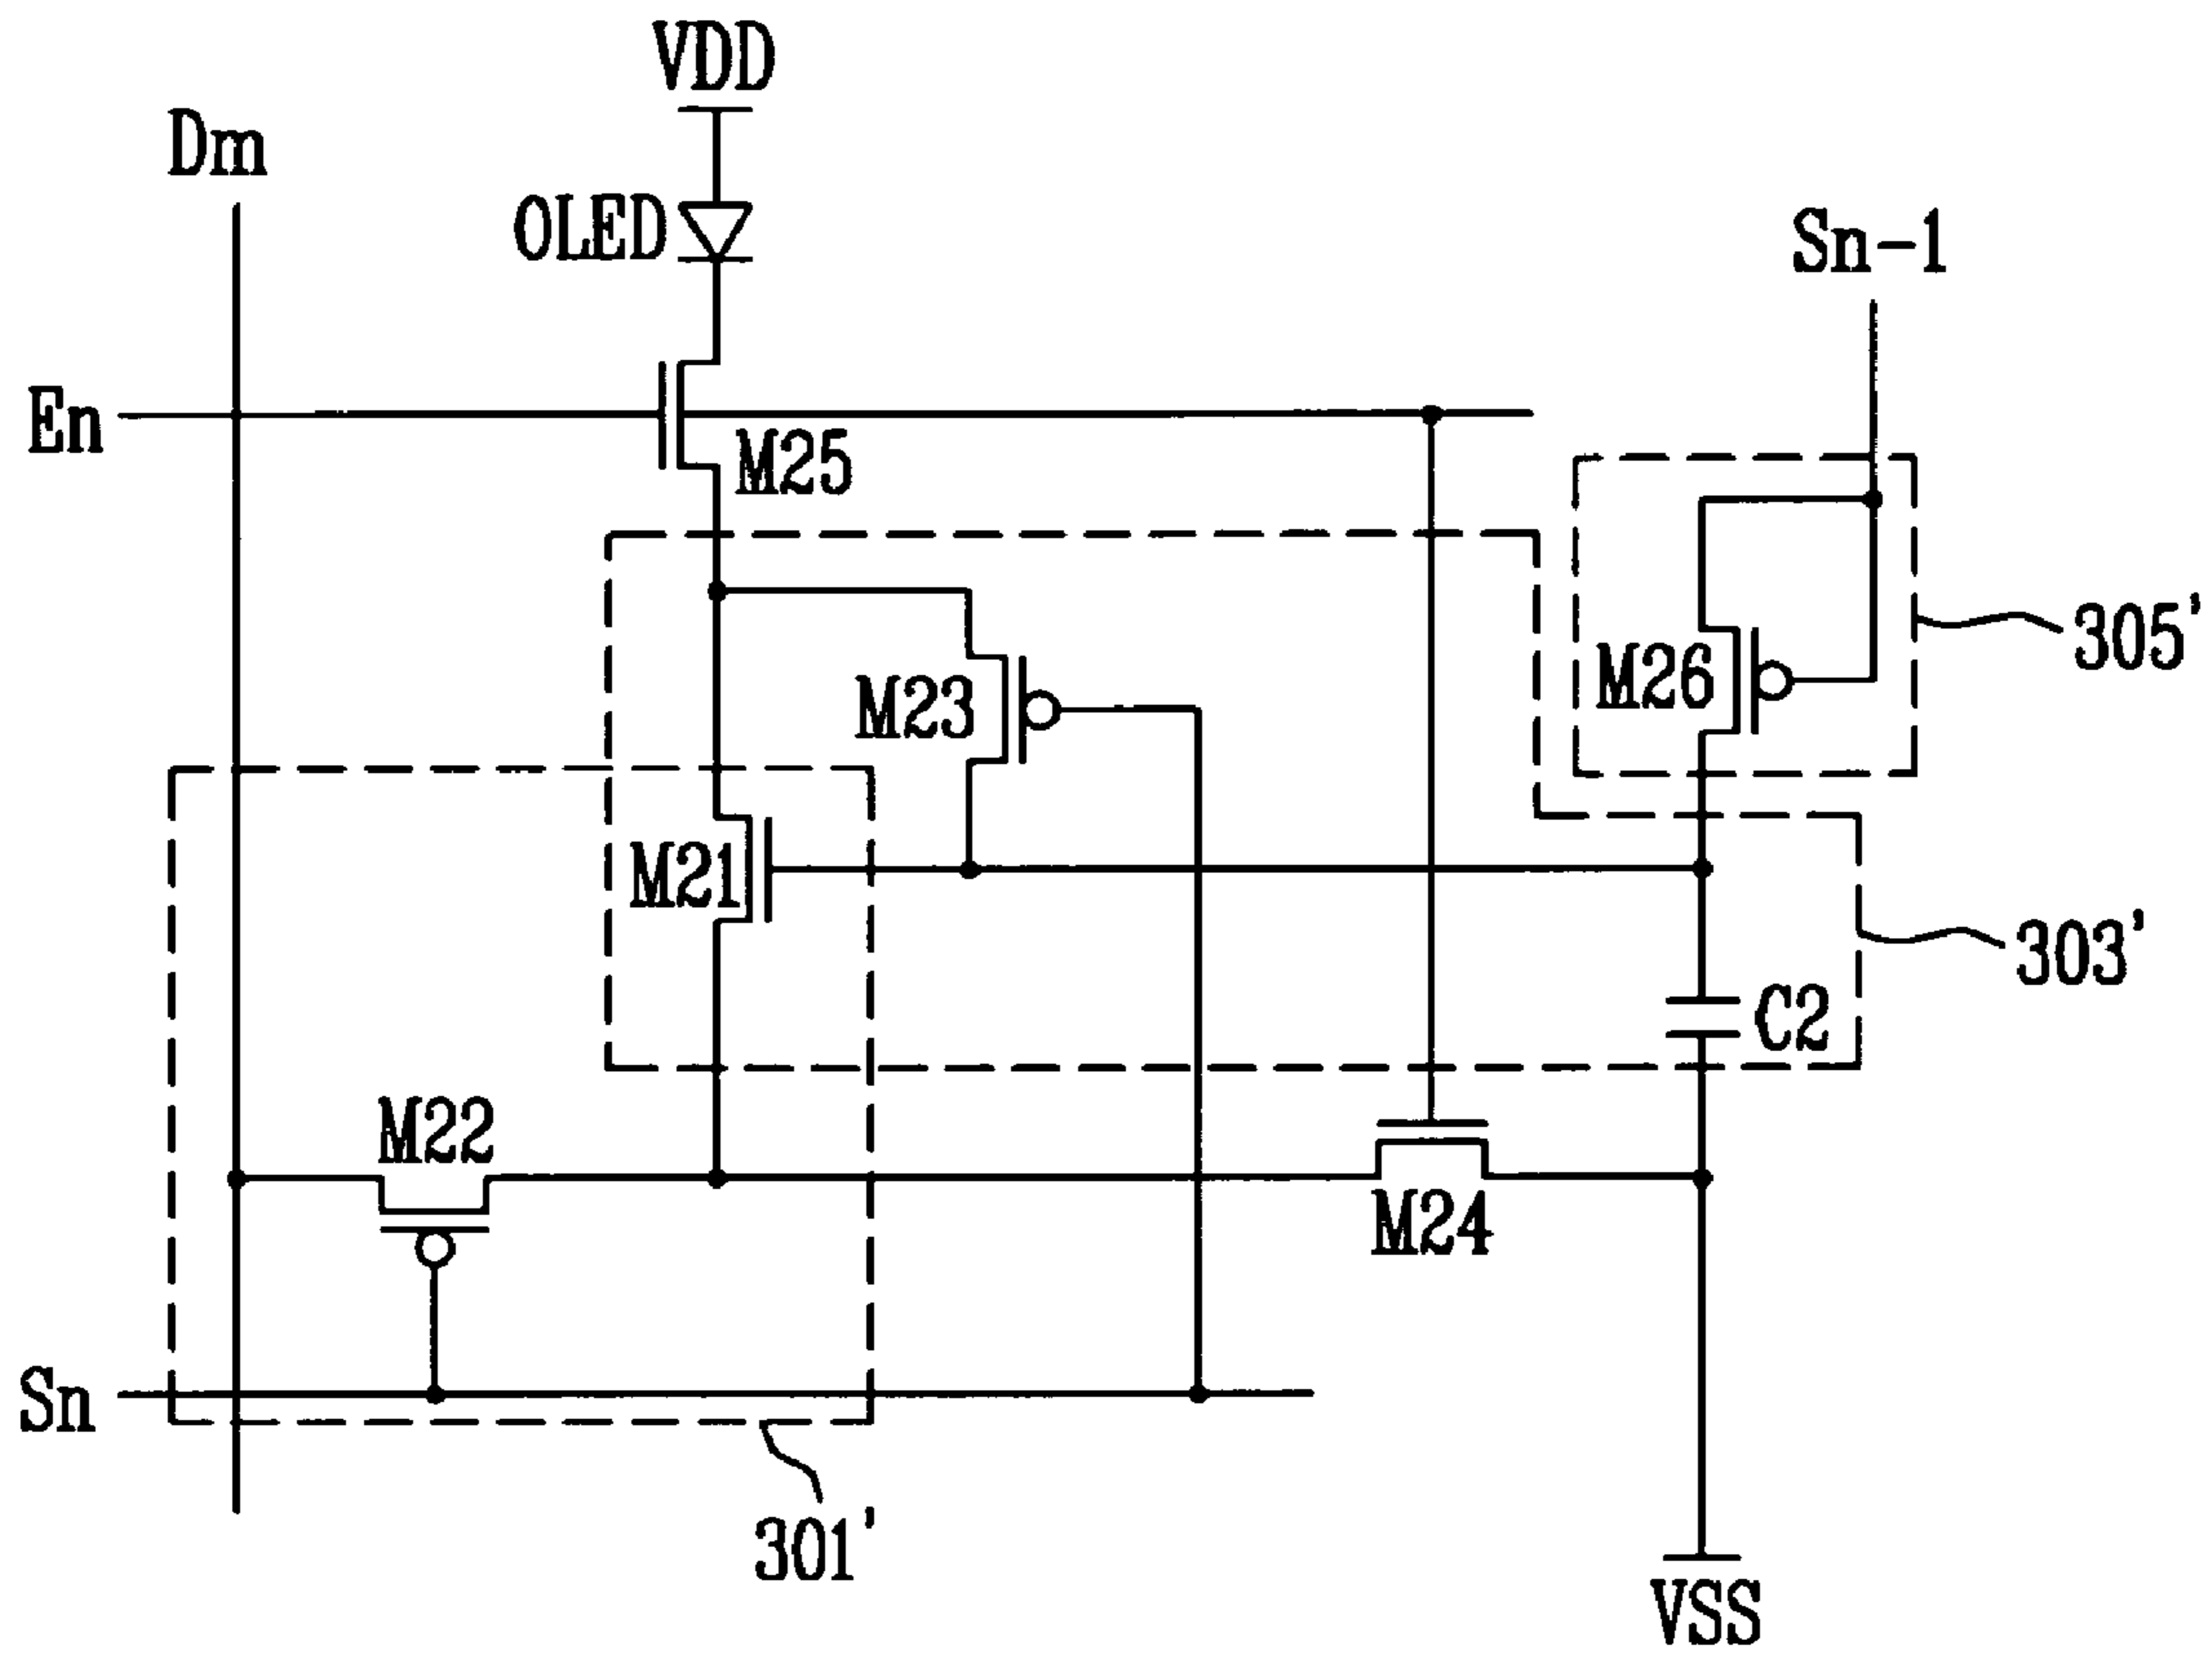 VDD
Dm
OLED
Sn-1
En
M25
305'
M26
M23
M21
303'
C2
M22
M24
Sn
301'
VSS